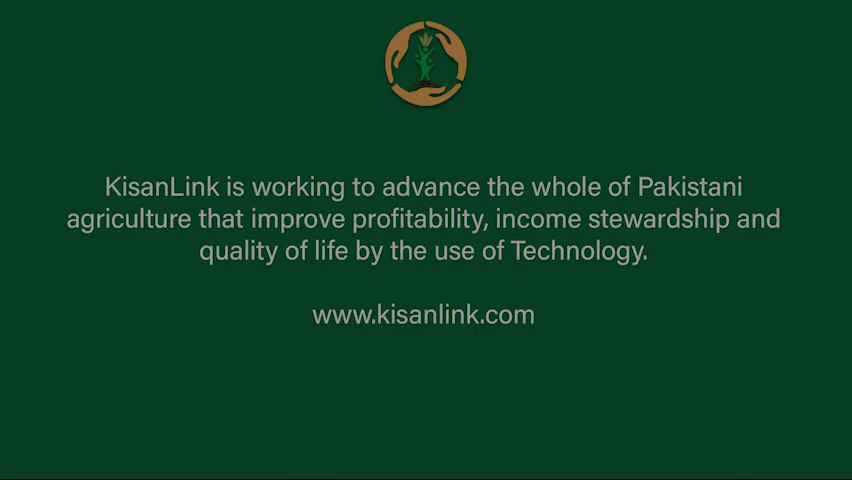 KisanLink is working to advance the whole of Pakistani
agriculture that improve profitability, income stewardship and
quality of life by the use of Technology.
www.kisanlink.com